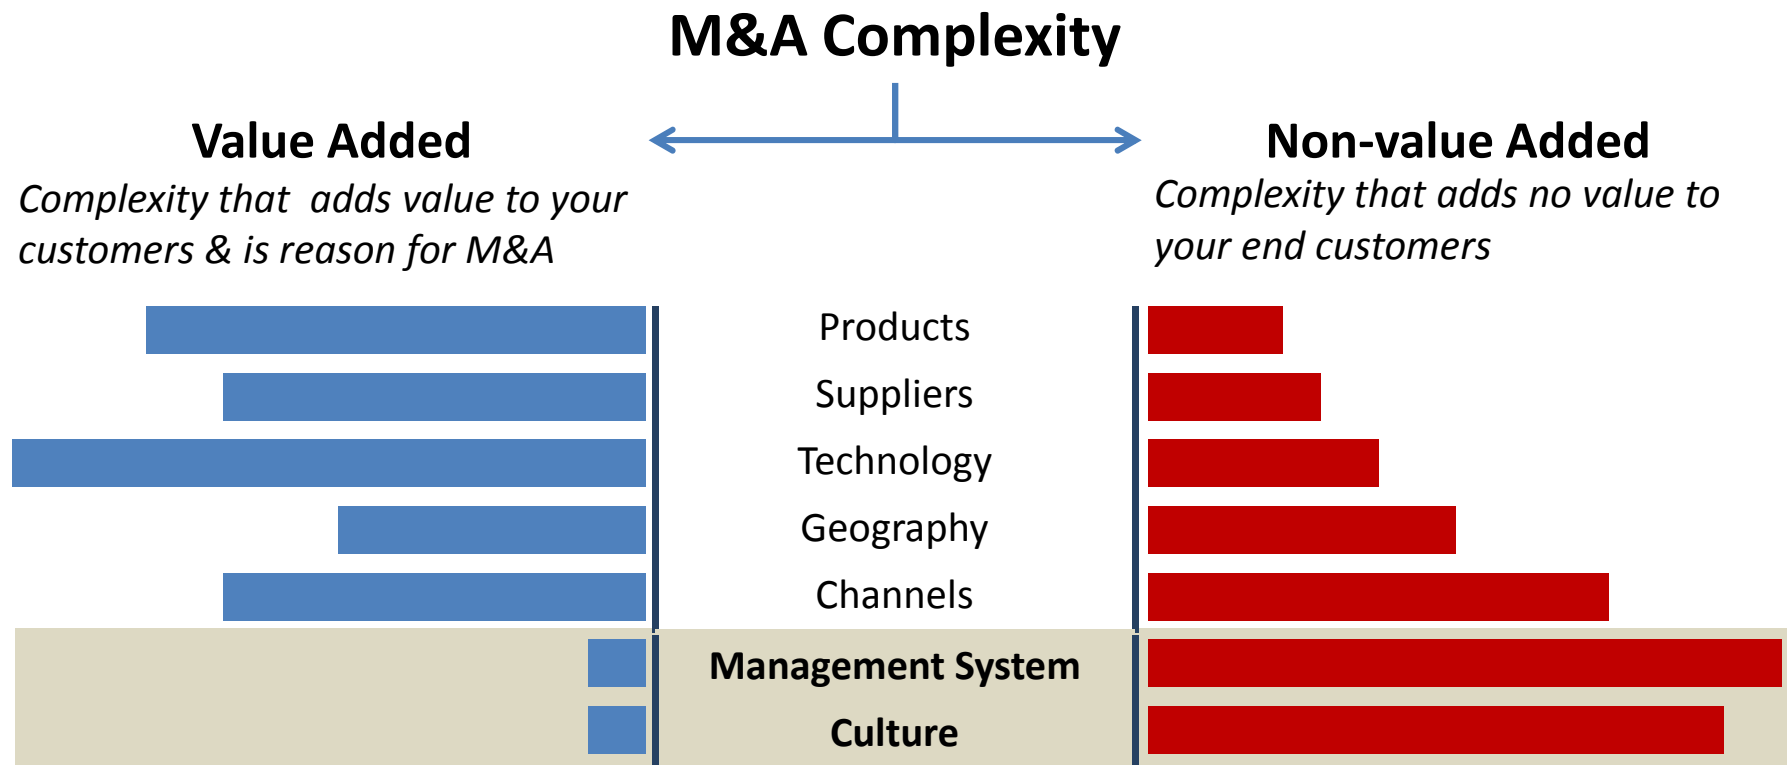 M&A Complexity
Value Added
Complexity that adds value to your
customers & is reason for M&A
Non-value Added
Complexity that adds no value to
your end customers
Products
Suppliers
Technology
Geography
Channels
Management System
Culture